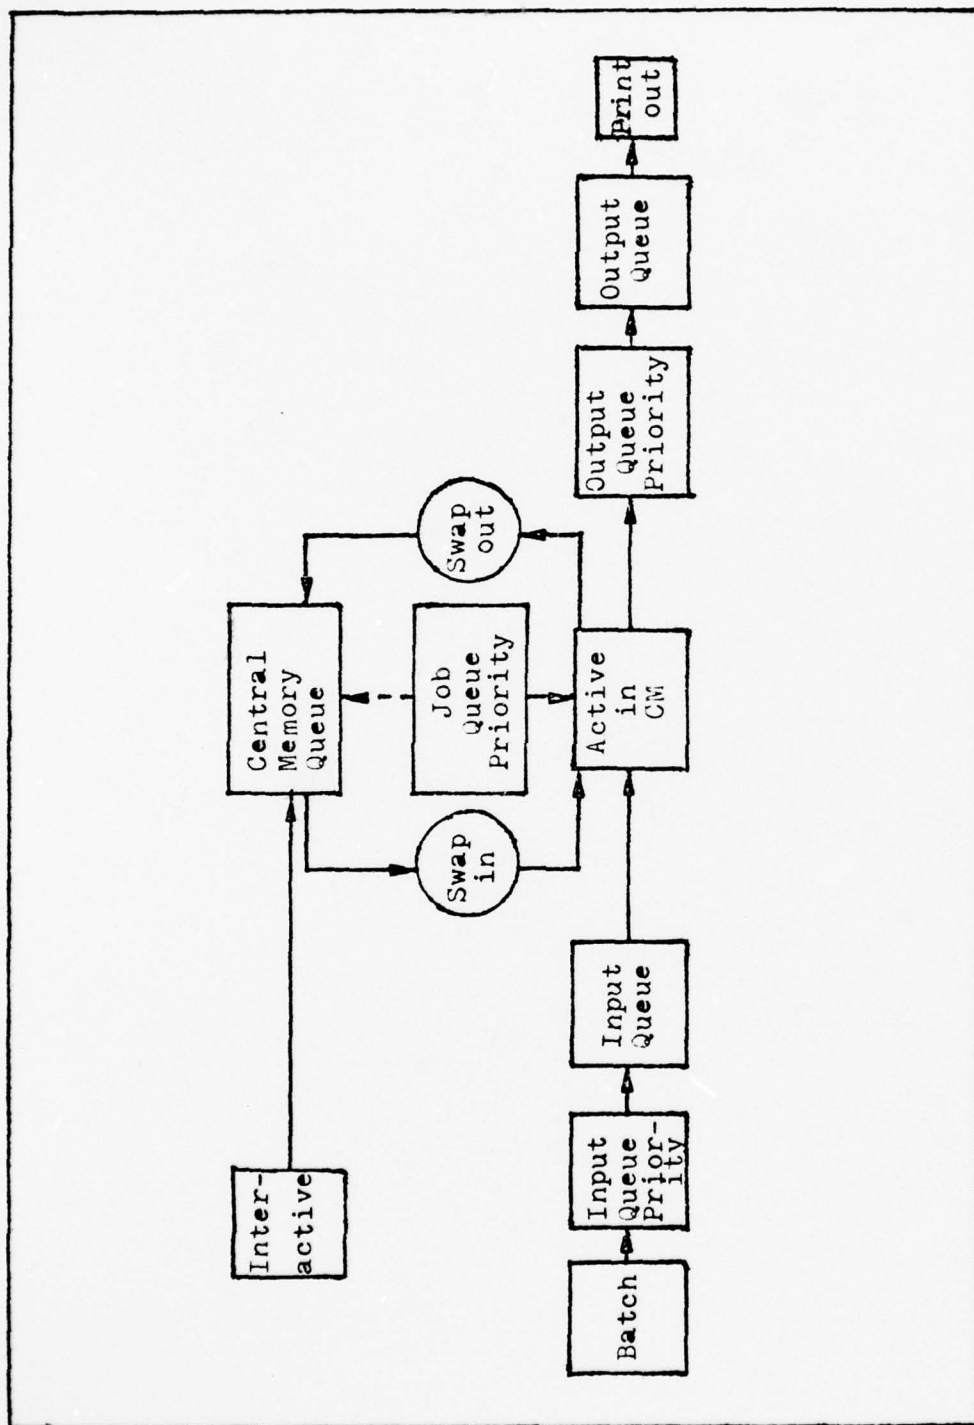 Inter-
active
Central
Memory
Queue
Swap
in
Job
Queue
Priority
Swap
out
Batch
Input
Queue
Prior-
ity
Input
Queue
Active
in
CM
Output
Queue
Priority
Output
Queue
Print
out